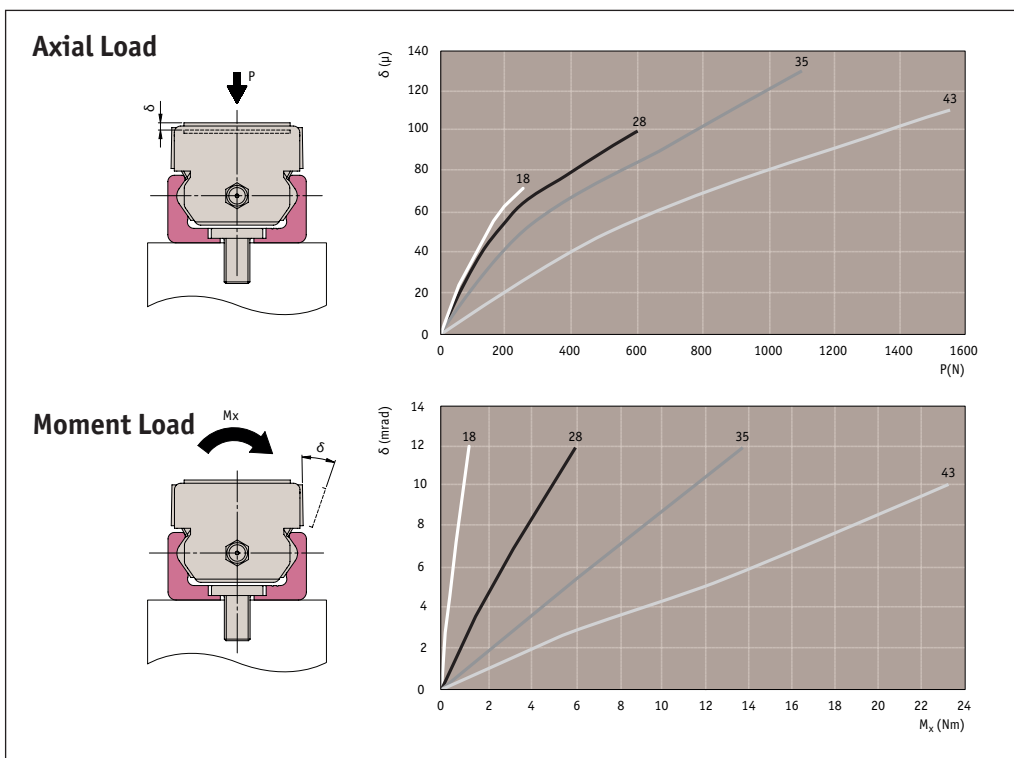 Axial Load
P
δ
δ (μ)
140
120
100
80
60
40
20
0
18
28
35
43
0 200 400 600 800 1000 1200 1400 1600
P(N)
Moment Load
Mx
δ
δ (mrad)
14
12
10
8
6
4
2
0
18
28
35
43
0 2 4 6 8 10 12 14 16 18 20 22 24
Mx (Nm)